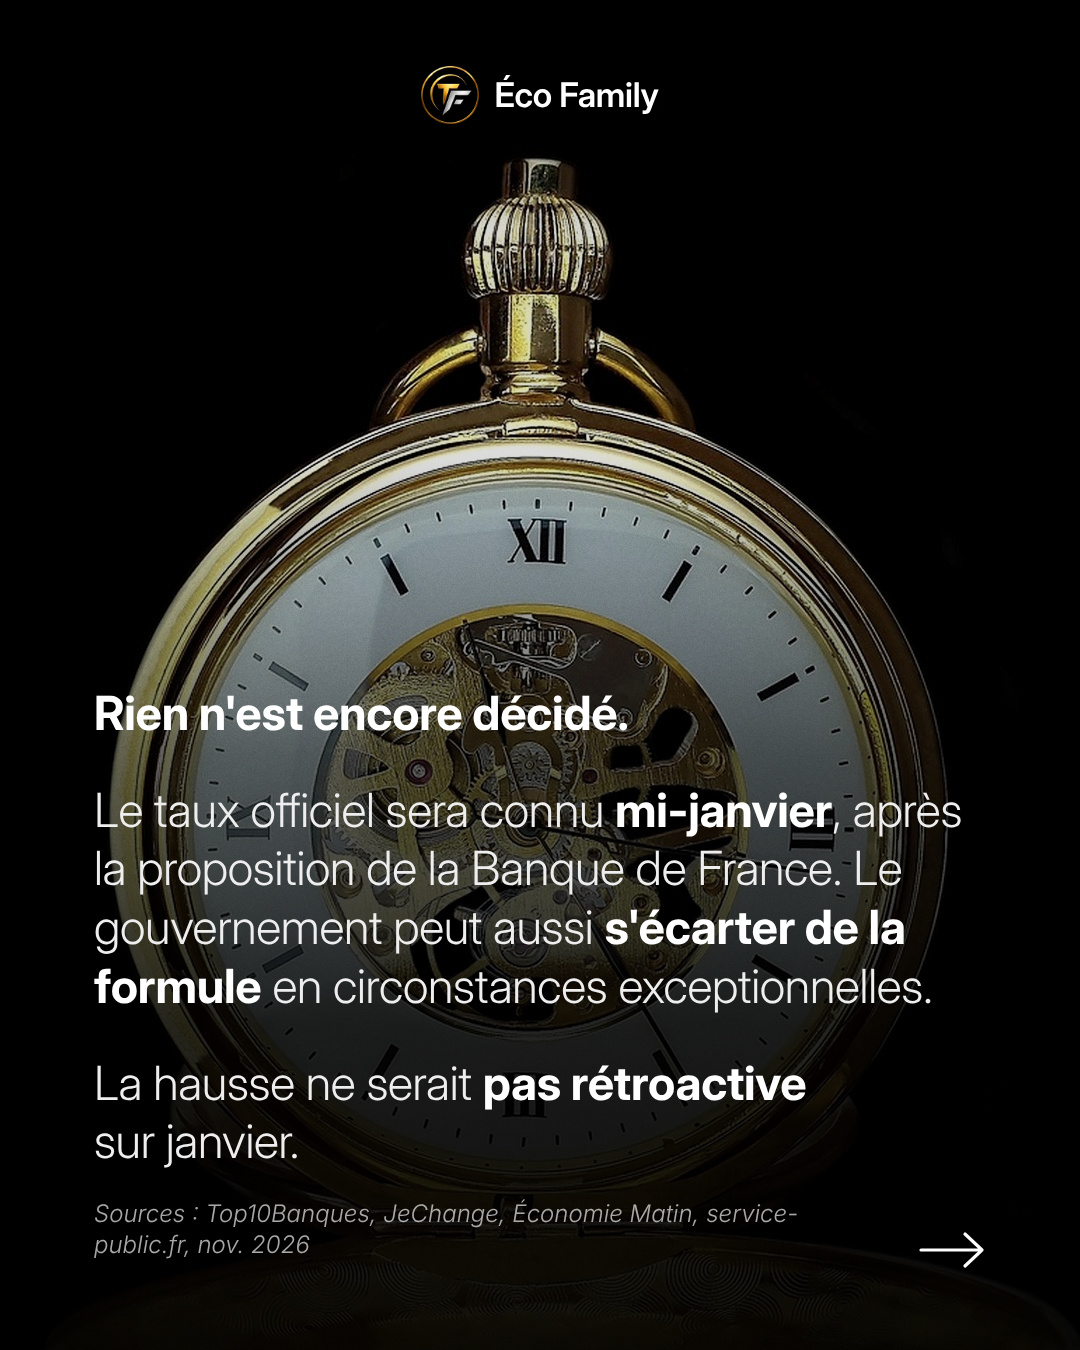 TF
Éco Family
XII
Rien n'est encore décidé.
Le taux officiel sera connu mi-janvier, après
la proposition de la Banque de France. Le
gouvernement peut aussi s'écarter de la
formule en circonstances exceptionnelles.
La hausse ne serait pas rétroactive
sur janvier.
Sources : Top10Banques, JeChange, Économie Matin, service-
public.fr, nov. 2026